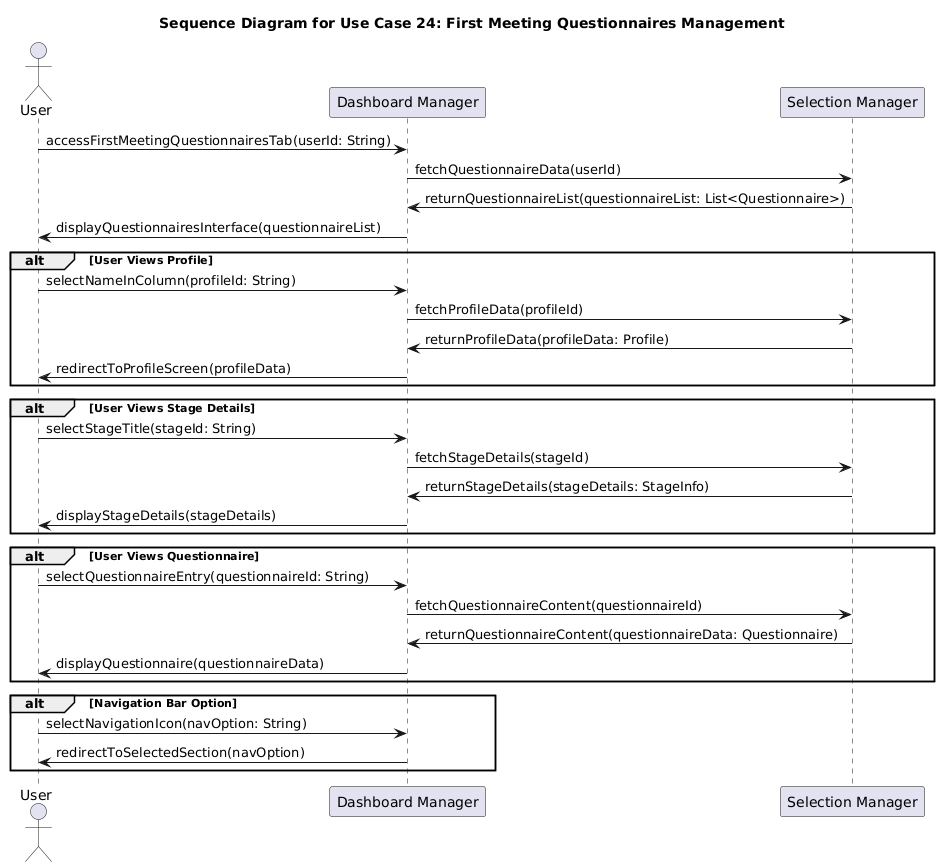 Sequence Diagram for Use Case 24: First Meeting Questionnaires Management
User
Dashboard Manager
Selection Manager
accessFirstMeetingQuestionnairesTab(userId: String)
fetchQuestionnaireData(userId)
returnQuestionnaireList(questionnaireList: List<Questionnaire>)
displayQuestionnairesInterface(questionnaireList)
alt [User Views Profile]
selectNameInColumn(profileId: String)
fetchProfileData(profileId)
returnProfileData(profileData: Profile)
redirectToProfileScreen(profileData)
alt [User Views Stage Details]
selectStageTitle(stageId: String)
fetchStageDetails(stageId)
returnStageDetails(stageDetails: StageInfo)
displayStageDetails(stageDetails)
alt [User Views Questionnaire]
selectQuestionnaireEntry(questionnaireId: String)
fetchQuestionnaireContent(questionnaireId)
returnQuestionnaireContent(questionnaireData: Questionnaire)
displayQuestionnaire(questionnaireData)
alt [Navigation Bar Option]
selectNavigationIcon(navOption: String)
redirectToSelectedSection(navOption)
User
Dashboard Manager
Selection Manager